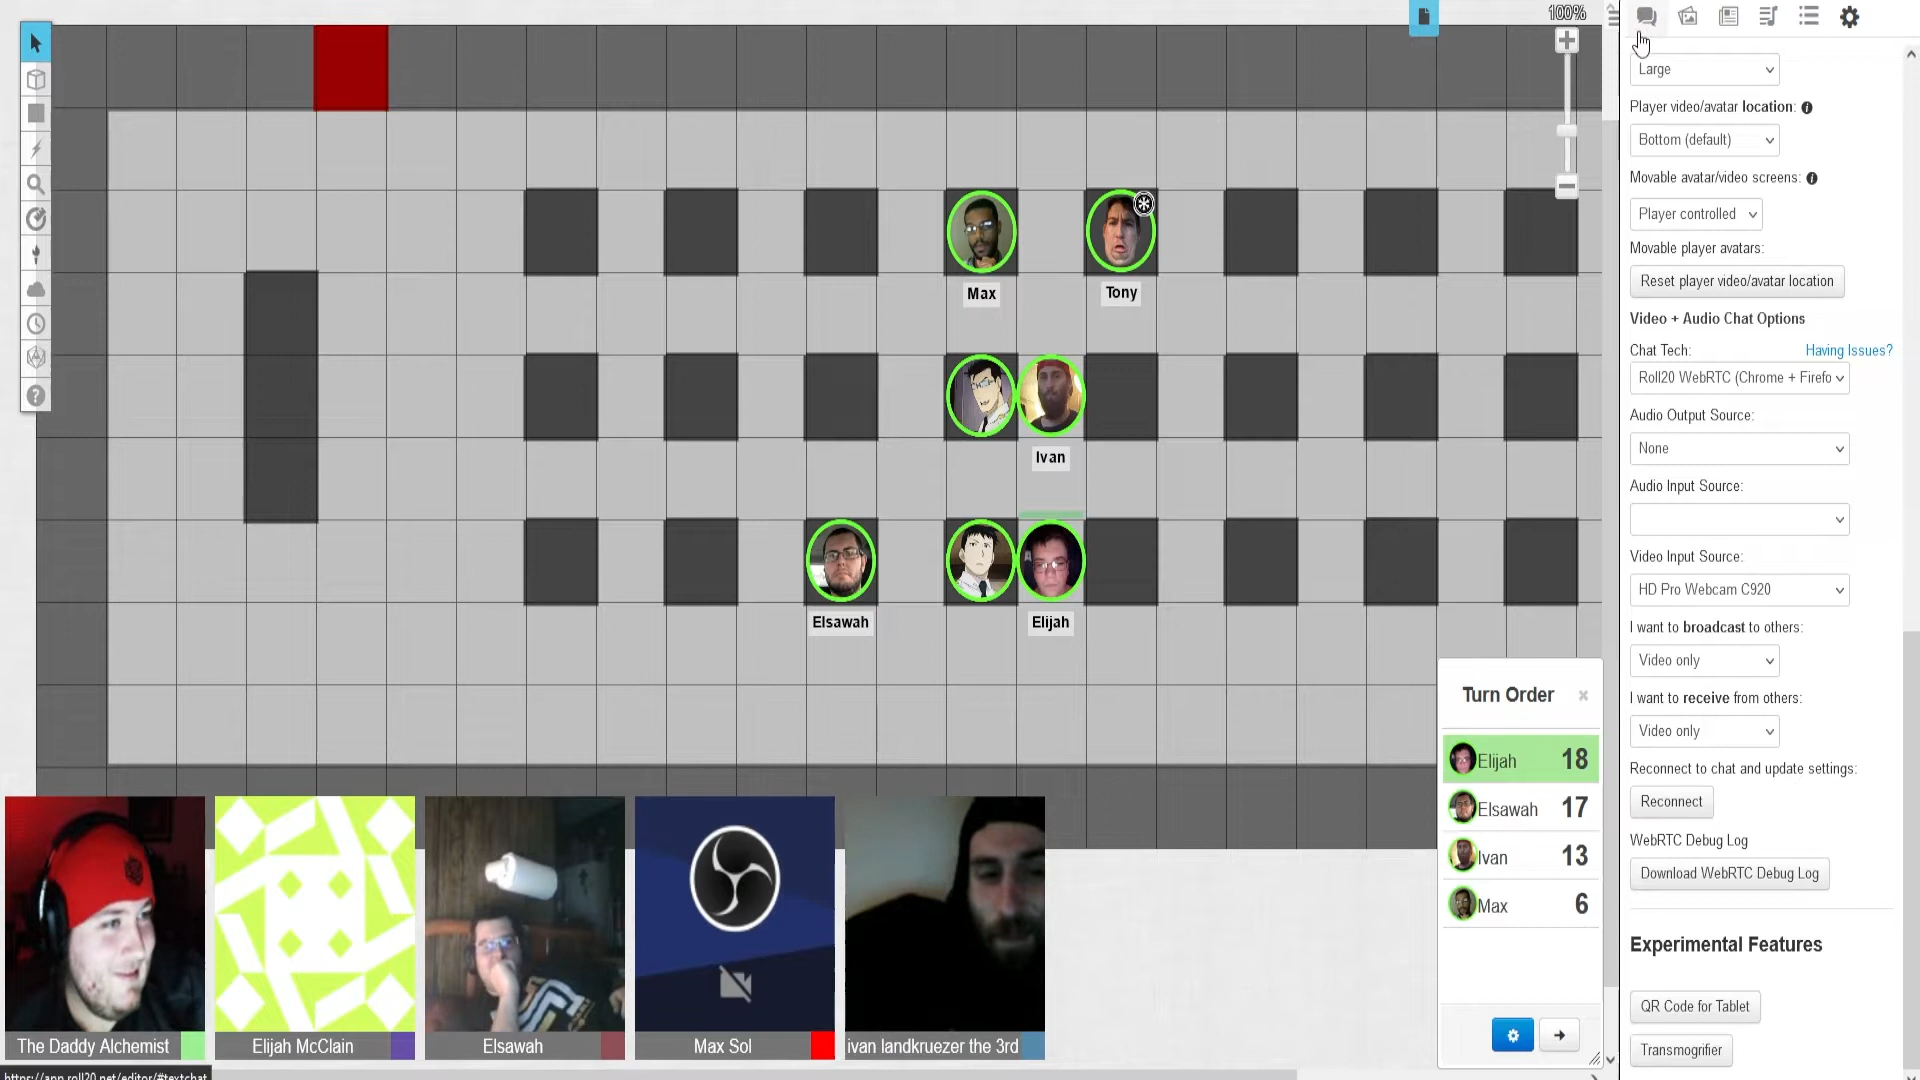 100%
Large
Player video/avatar location:
Bottom (default)
Movable avatar/video screens:
Player controlled
Movable player avatars:
Reset player video/avatar location
Video + Audio Chat Options
Chat Tech: Having Issues?
Roll20 WebRTC (Chrome + Firefo
Audio Output Source:
None
Audio Input Source:
Video Input Source:
HD Pro Webcam C920
I want to broadcast to others:
Video only
I want to receive from others:
Video only
Reconnect to chat and update settings:
Reconnect
WebRTC Debug Log
Download WebRTC Debug Log
Experimental Features
QR Code for Tablet
Transmogrifier
Max
Tony
Ivan
Elsawah
Elijah
Turn Order
Elijah 18
Elsawah 17
Ivan 13
Max 6
The Daddy Alchemist
Elijah McClain
Elsawah
Max Sol
ivan landkruezer the 3rd
https://app.roll20.net/editor/#textchat